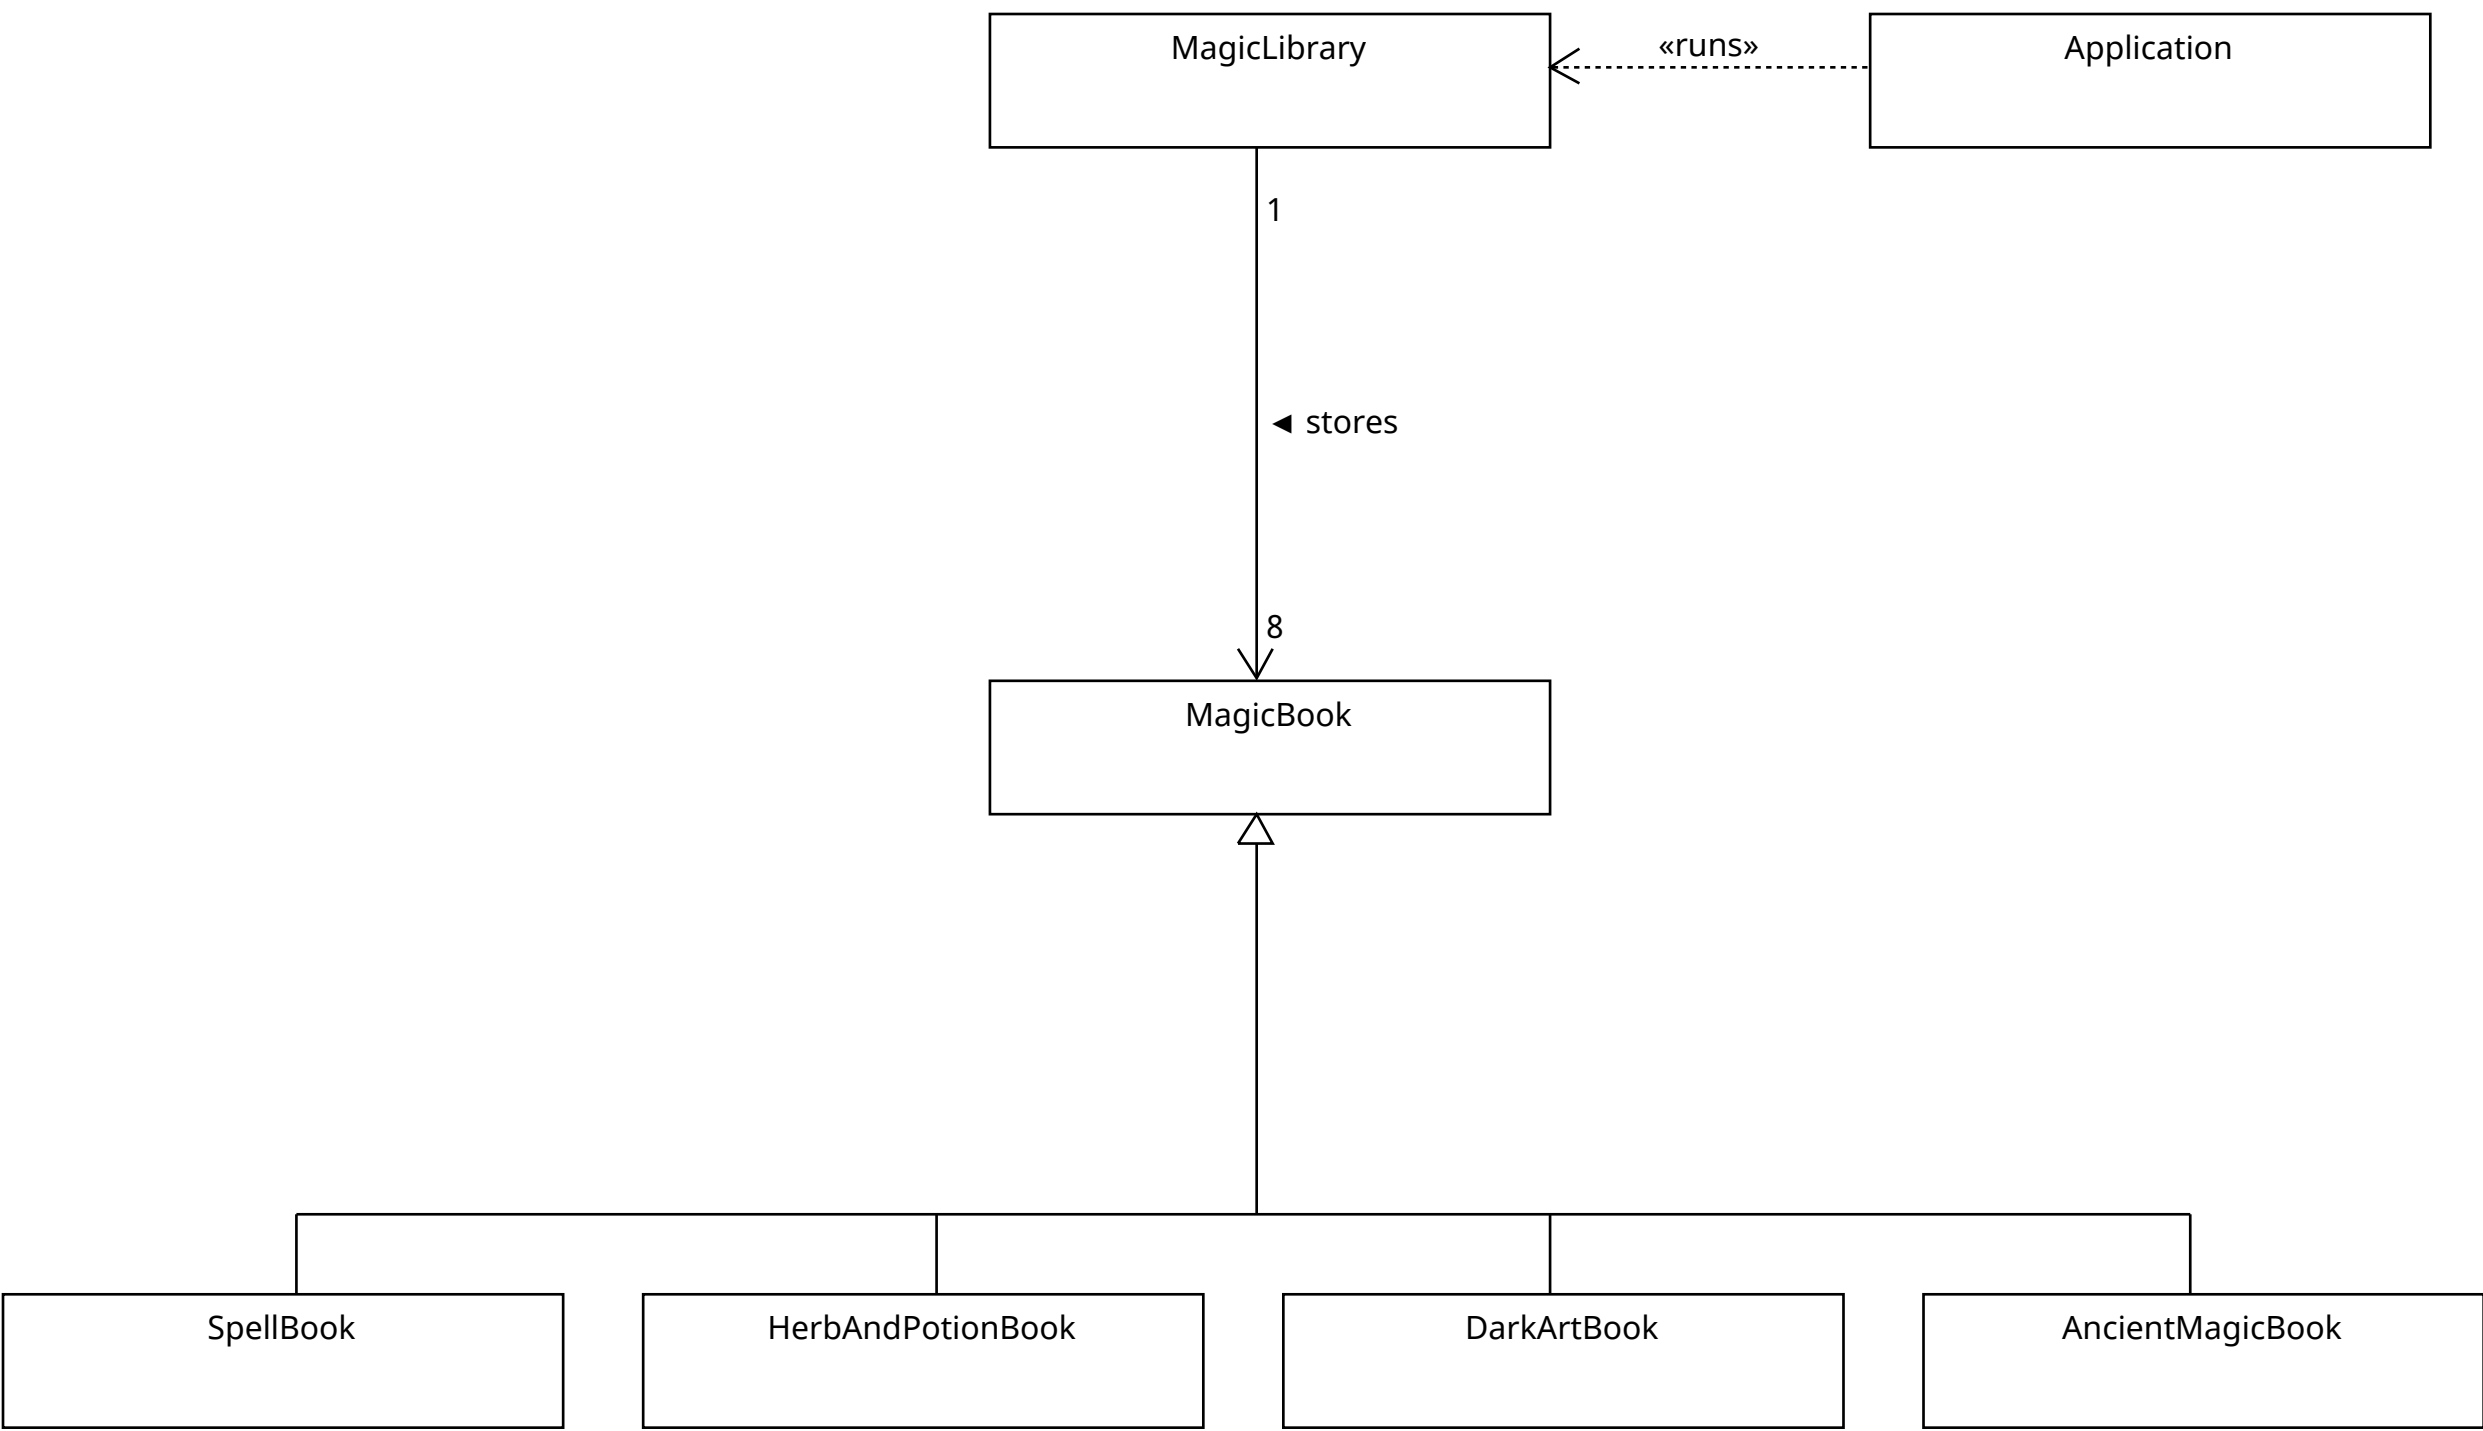 MagicLibrary
«runs»
Application
1
◄ stores
8
MagicBook
SpellBook
HerbAndPotionBook
DarkArtBook
AncientMagicBook